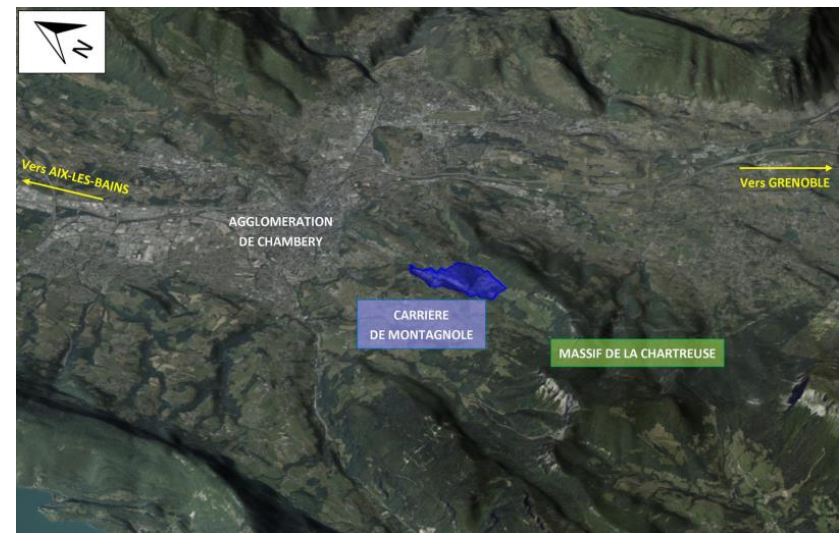 N
Vers AIX-LES-BAINS
Vers GRENOBLE
AGGLOMERATION
DE CHAMBERY
CARRIERE
DE MONTAGNOLE
MASSIF DE LA CHARTREUSE